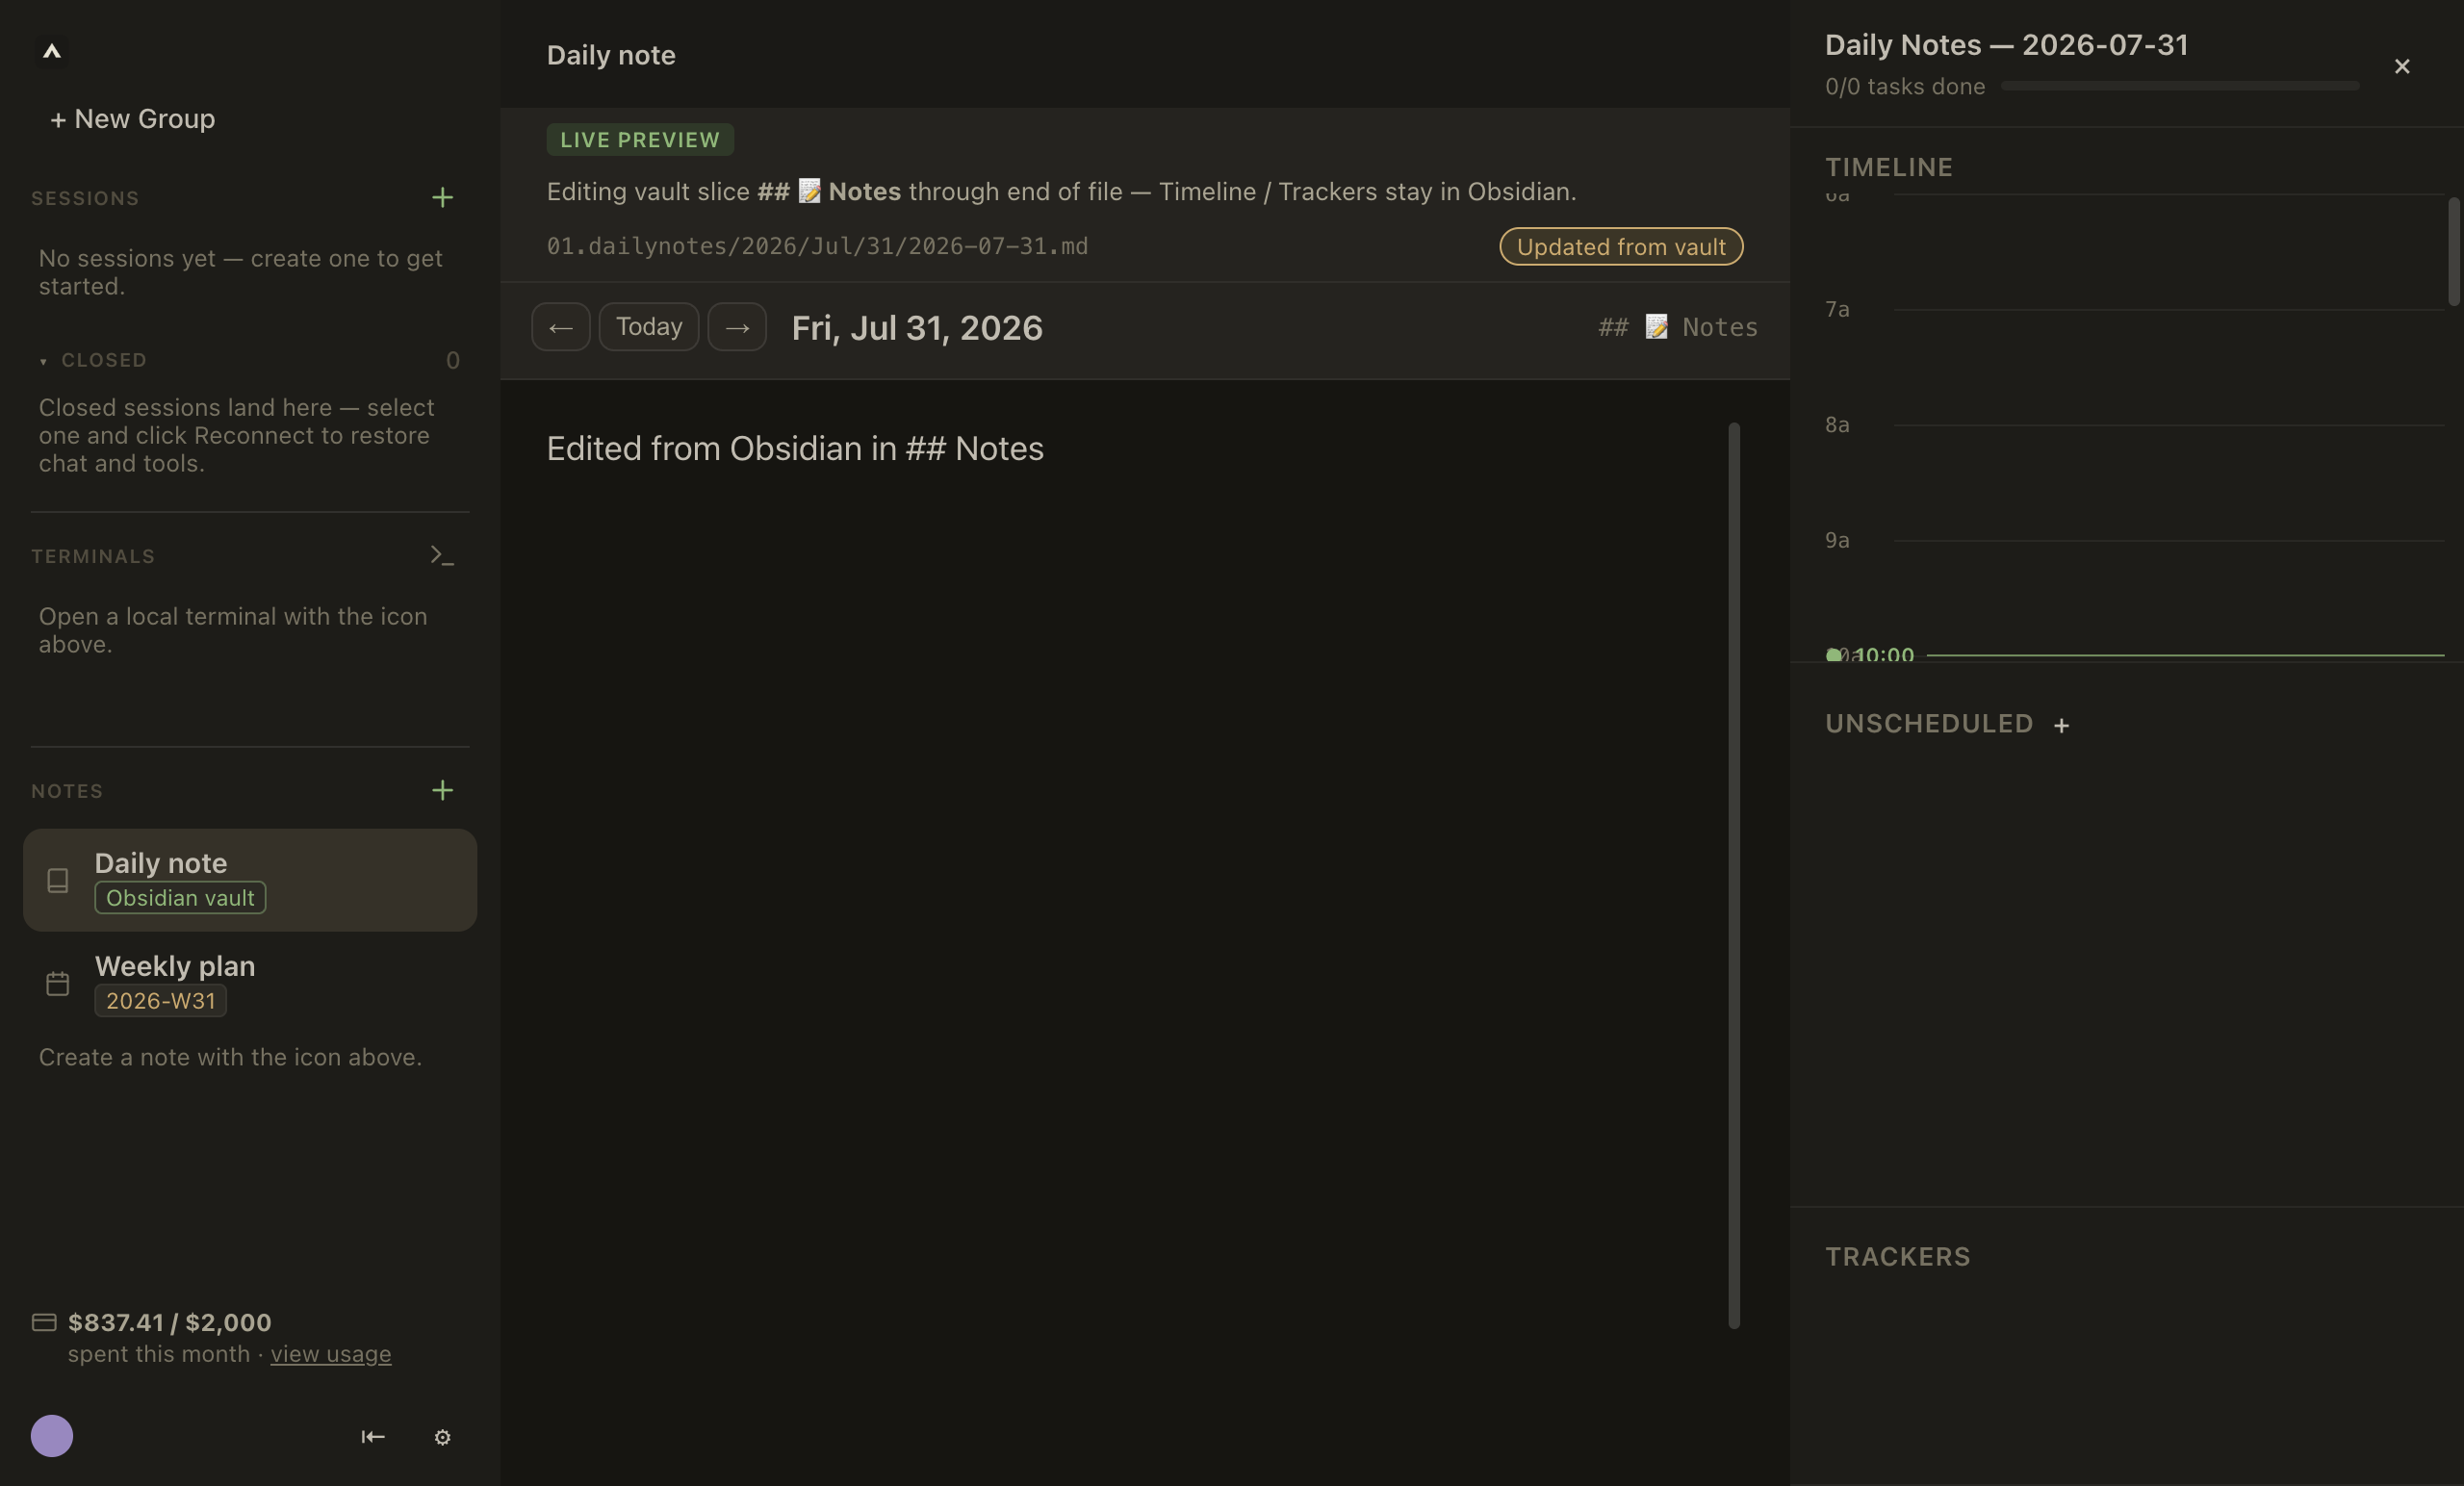 + New Group
SESSIONS
No sessions yet — create one to get
started.
▾ CLOSED 0
Closed sessions land here — select
one and click Reconnect to restore
chat and tools.
TERMINALS
Open a local terminal with the icon
above.
NOTES
Daily note
Obsidian vault
Weekly plan
2026-W31
Create a note with the icon above.
$837.41 / $2,000
spent this month · view usage
Daily note
LIVE PREVIEW
Editing vault slice ## 📝 Notes through end of file — Timeline / Trackers stay in Obsidian.
01.dailynotes/2026/Jul/31/2026-07-31.md Updated from vault
← Today → Fri, Jul 31, 2026 ## 📝 Notes
Edited from Obsidian in ## Notes
Daily Notes — 2026-07-31 ×
0/0 tasks done
TIMELINE
6a
7a
8a
9a
10:00
UNSCHEDULED +
TRACKERS